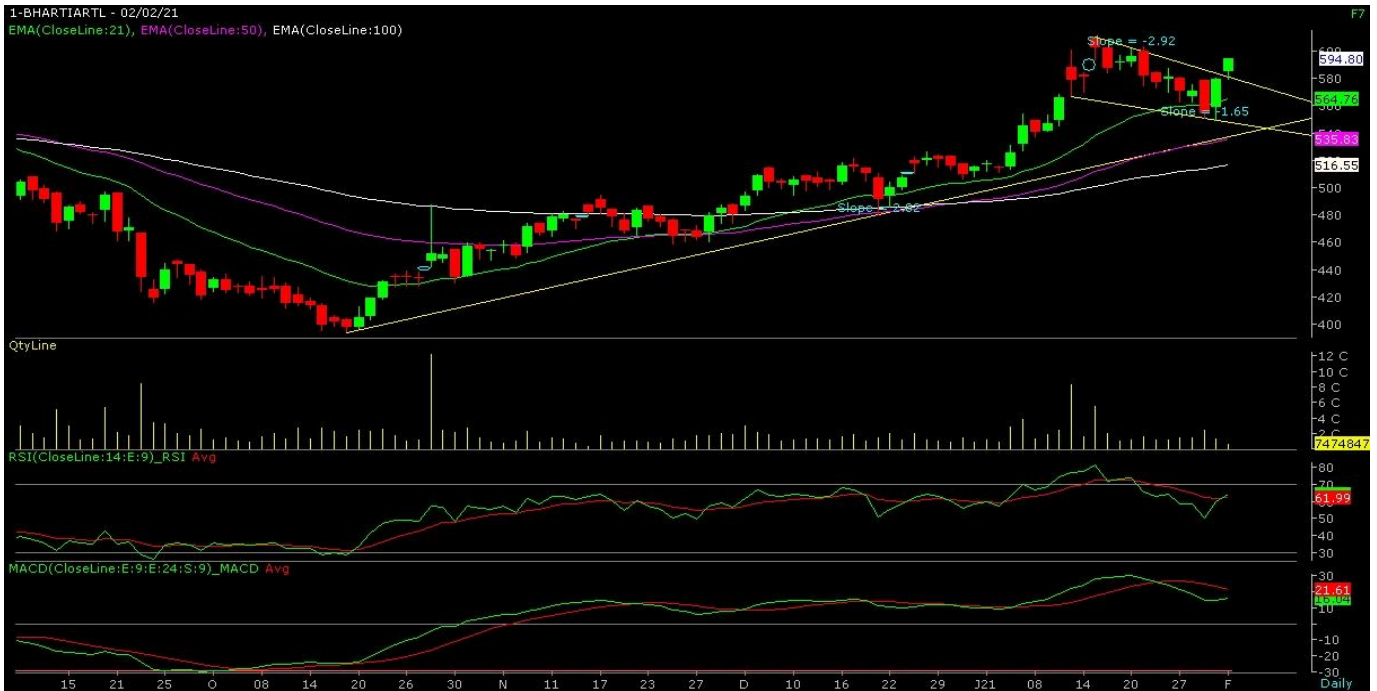 1-BHARTIARTL - 02/02/21
F7
EMA(CloseLine:21), EMA(CloseLine:50), EMA(CloseLine:100)
Slope = -2.92
594.80
580
564.76
Slope = -1.65
535.83
516.55
500
Slope = 2.02
480
460
440
420
400
QtyLine
12 C
10 C
8 C
6 C
4 C
7474847
RSI(CloseLine:14:E:9)_RSI Avg
80
70
61.99
50
40
30
MACD(CloseLine:E:9:E:24:S:9)_MACD Avg
30
21.61
10
-10
-20
-30
15 21 25 O 08 14 20 26 30 N 11 17 23 27 D 10 16 22 29 J21 08 14 20 27 F
Daily